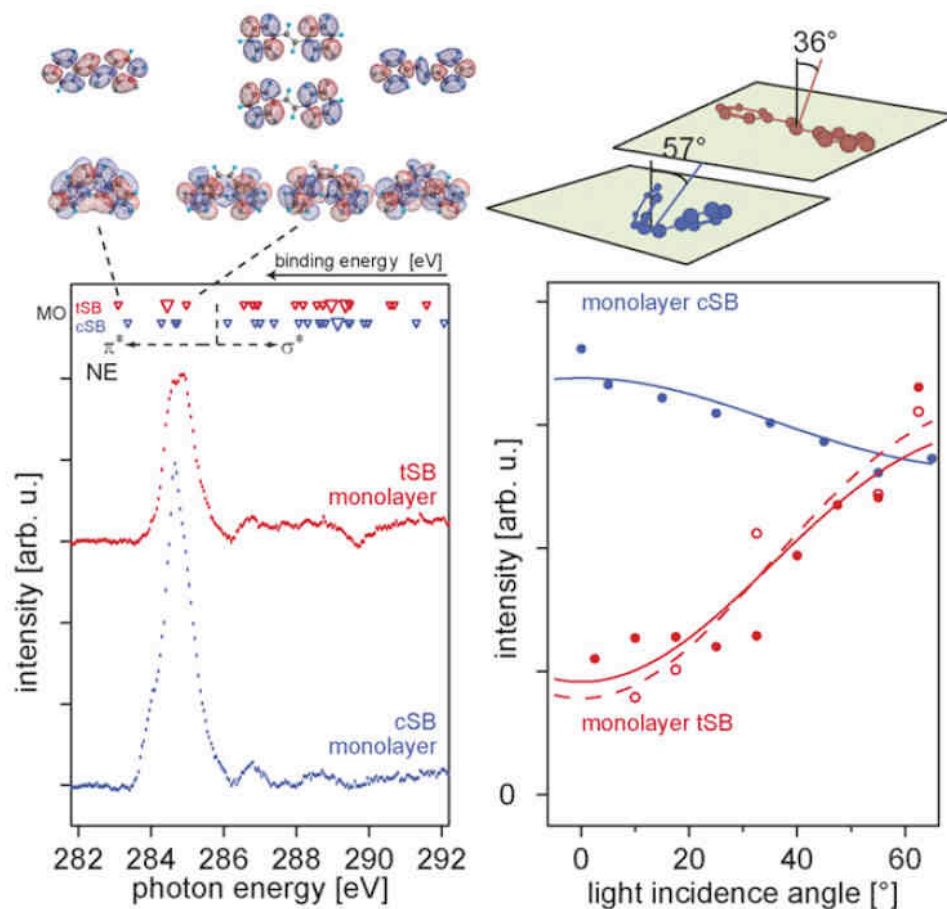 36°
57°
binding energy [eV]
MO
tSB
cSB
π*
σ*
NE
tSB
monolayer
cSB
monolayer
intensity [arb. u.]
282 284 286 288 290 292
photon energy [eV]
monolayer cSB
monolayer tSB
intensity [arb. u.]
0
0 20 40 60
light incidence angle [°]